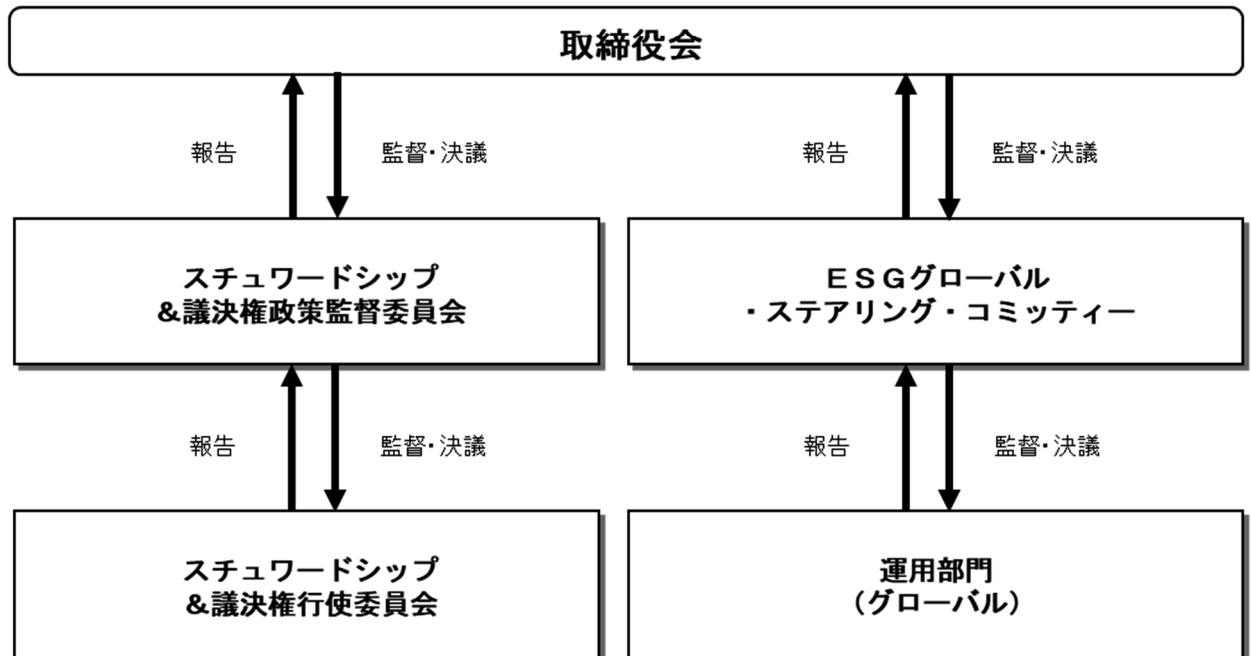 取締役会
報告
監督・決議
報告
監督・決議
スチュワードシップ
&議決権政策監督委員会
ESGグローバル
・ステアリング・コミッティー
報告
監督・決議
報告
監督・決議
スチュワードシップ
&議決権行使委員会
運用部門
(グローバル)